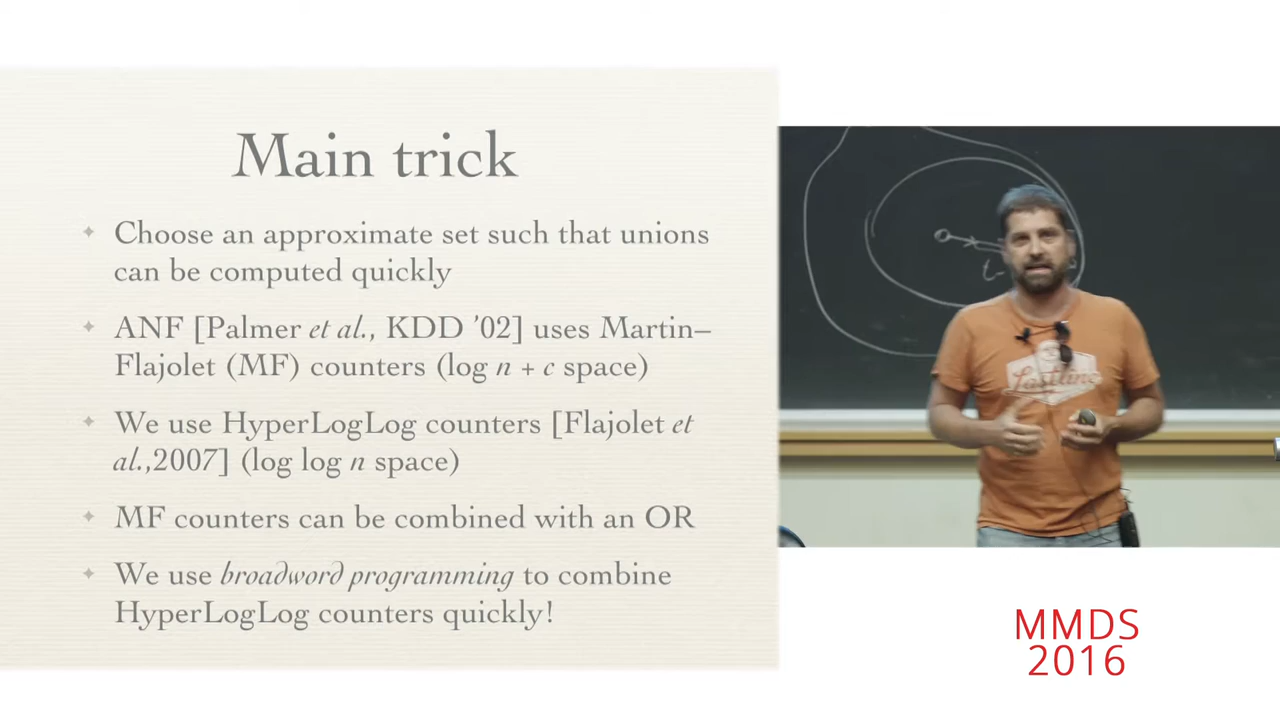 Main trick
Choose an approximate set such that unions
can be computed quickly
ANF [Palmer et al., KDD ’02] uses Martin–
Flajolet (MF) counters (log n + c space)
We use HyperLogLog counters [Flajolet et
al.,2007] (log log n space)
MF counters can be combined with an OR
We use broadword programming to combine
HyperLogLog counters quickly!
Lastline
MMDS
2016